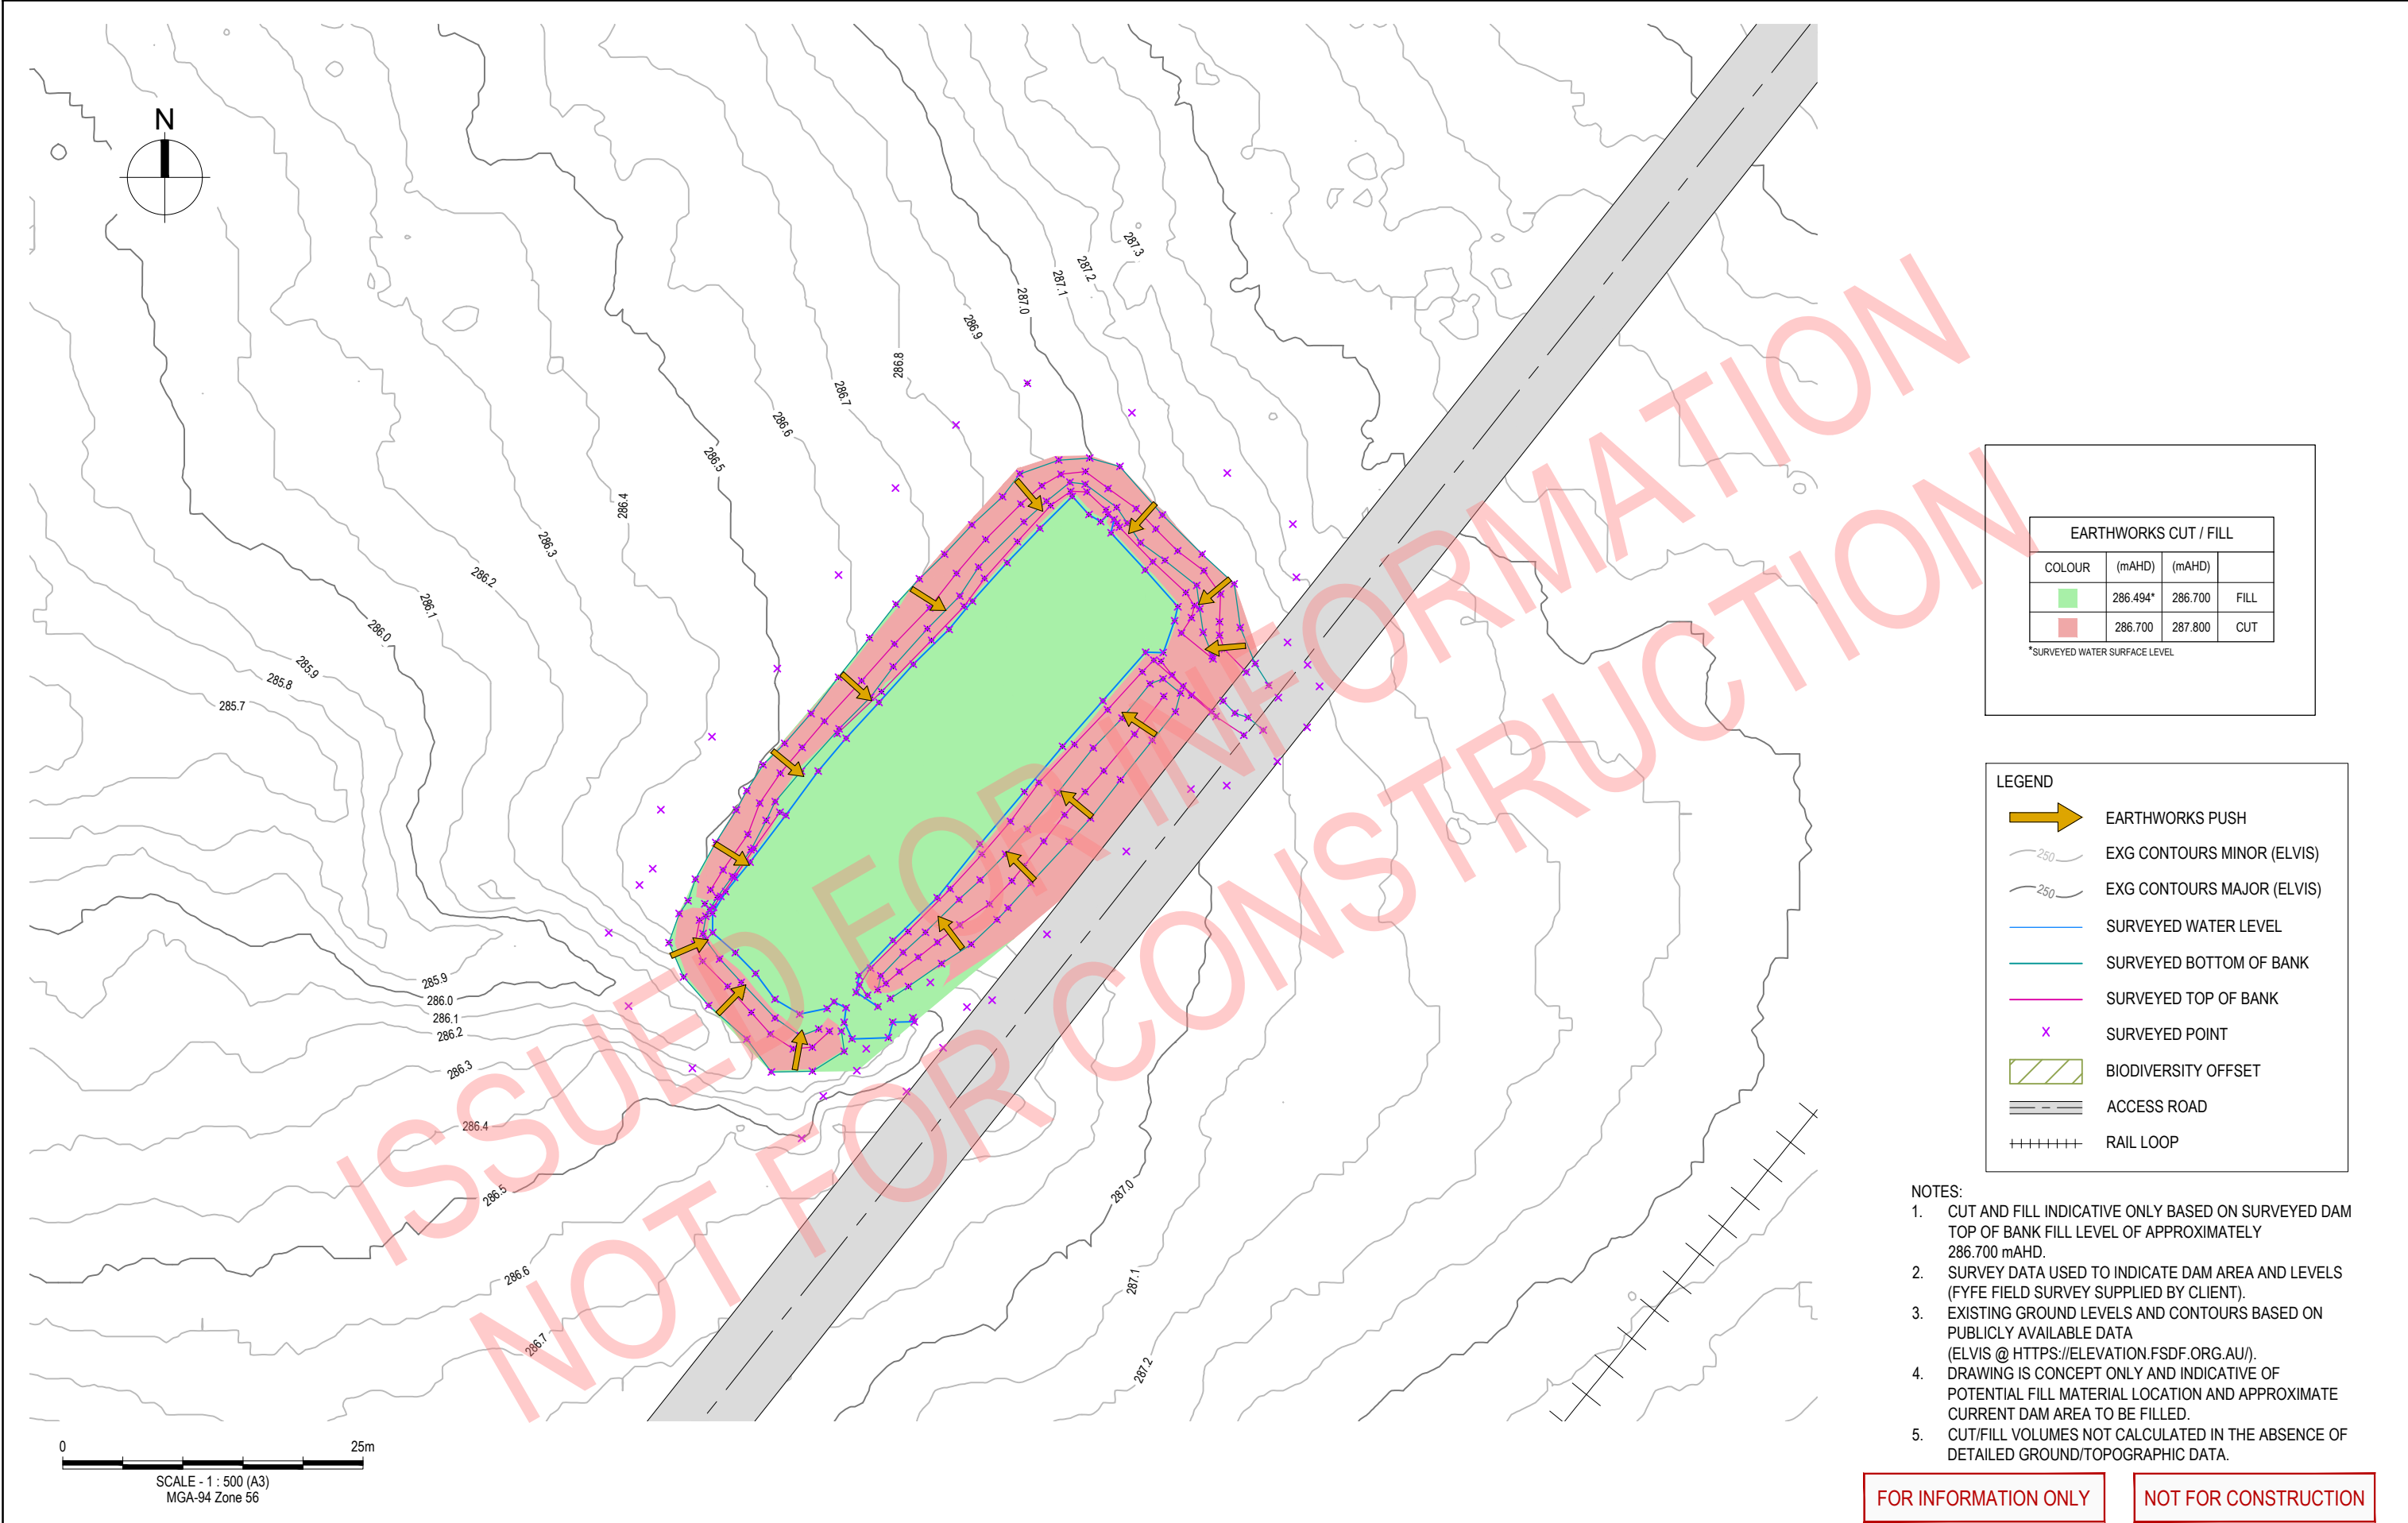 N
287.3
287.2
287.1
287.0
286.9
286.8
286.7
286.6
286.5
286.4
286.3
286.2
286.1
286.0
285.9
285.8
285.7
285.9
286.0
286.1
286.2
286.3
286.4
286.5
286.6
286.7
287.0
287.1
287.2
ISSUED FOR INFORMATION
NOT FOR CONSTRUCTION
0 25m
SCALE - 1 : 500 (A3)
MGA-94 Zone 56
EARTHWORKS CUT / FILL
COLOUR (mAHD) (mAHD)
286.494* 286.700 FILL
286.700 287.800 CUT
*SURVEYED WATER SURFACE LEVEL
LEGEND
EARTHWORKS PUSH
250 EXG CONTOURS MINOR (ELVIS)
250 EXG CONTOURS MAJOR (ELVIS)
SURVEYED WATER LEVEL
SURVEYED BOTTOM OF BANK
SURVEYED TOP OF BANK
SURVEYED POINT
BIODIVERSITY OFFSET
ACCESS ROAD
RAIL LOOP
NOTES:
1. CUT AND FILL INDICATIVE ONLY BASED ON SURVEYED DAM
TOP OF BANK FILL LEVEL OF APPROXIMATELY
286.700 mAHD.
2. SURVEY DATA USED TO INDICATE DAM AREA AND LEVELS
(FYFE FIELD SURVEY SUPPLIED BY CLIENT).
3. EXISTING GROUND LEVELS AND CONTOURS BASED ON
PUBLICLY AVAILABLE DATA
(ELVIS @ HTTPS://ELEVATION.FSDF.ORG.AU/).
4. DRAWING IS CONCEPT ONLY AND INDICATIVE OF
POTENTIAL FILL MATERIAL LOCATION AND APPROXIMATE
CURRENT DAM AREA TO BE FILLED.
5. CUT/FILL VOLUMES NOT CALCULATED IN THE ABSENCE OF
DETAILED GROUND/TOPOGRAPHIC DATA.
FOR INFORMATION ONLY
NOT FOR CONSTRUCTION